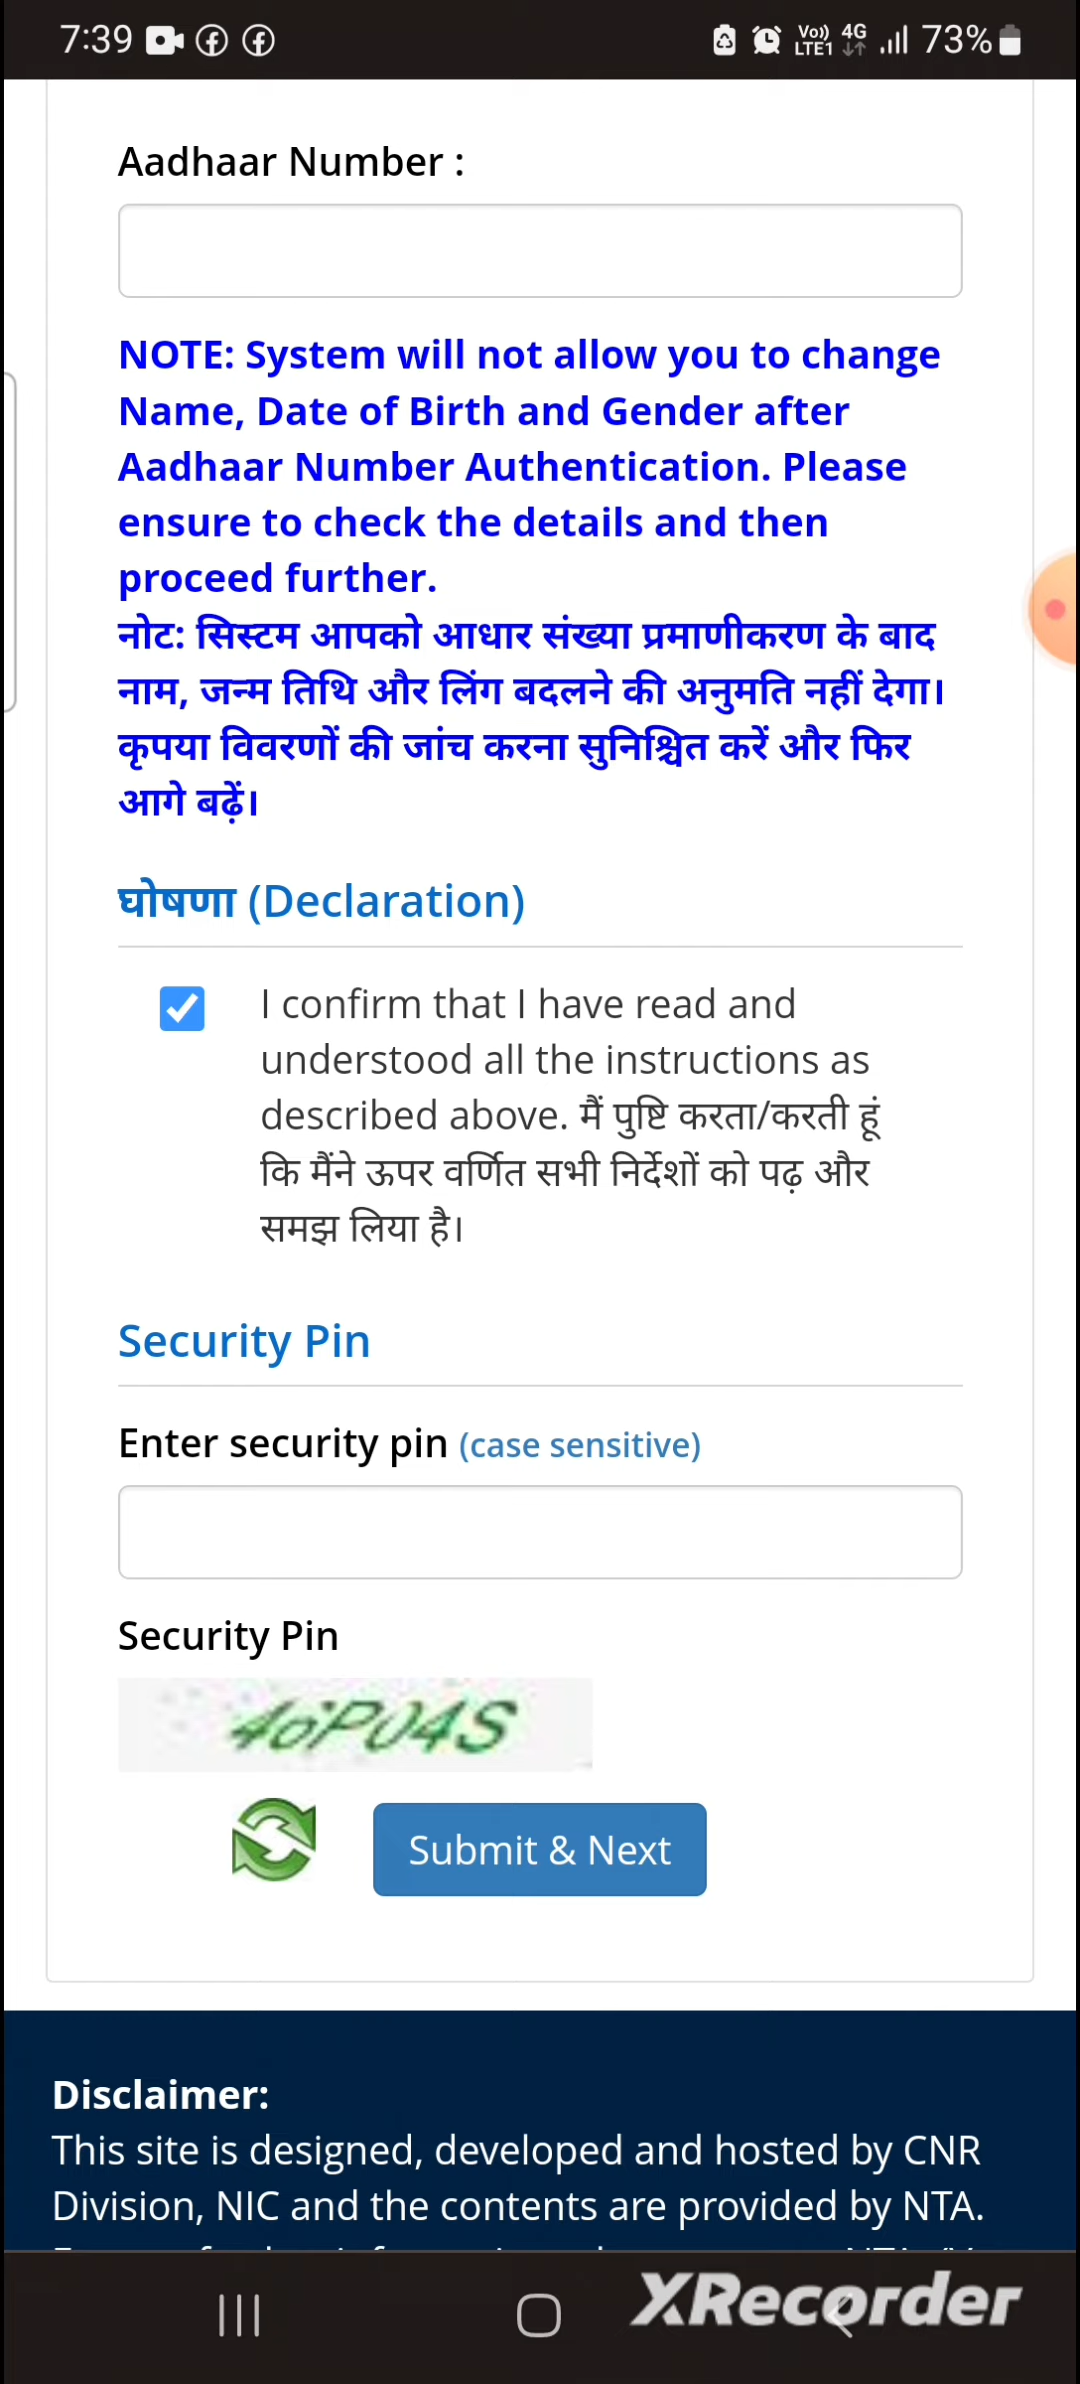 7:39
Vo)) 4G
LTE1
73%
Aadhaar Number :
NOTE: System will not allow you to change
Name, Date of Birth and Gender after
Aadhaar Number Authentication. Please
ensure to check the details and then
proceed further.
नोट: सिस्टम आपको आधार संख्या प्रमाणीकरण के बाद
नाम, जन्म तिथि और लिंग बदलने की अनुमति नहीं देगा।
कृपया विवरणों की जांच करना सुनिश्चित करें और फिर
आगे बढ़ें।
घोषणा (Declaration)
I confirm that I have read and
understood all the instructions as
described above. मैं पुष्टि करता/करती हूं
कि मैंने ऊपर वर्णित सभी निर्देशों को पढ़ और
समझ लिया है।
Security Pin
Enter security pin (case sensitive)
Security Pin
Submit & Next
Disclaimer:
This site is designed, developed and hosted by CNR
Division, NIC and the contents are provided by NTA.
XRecorder